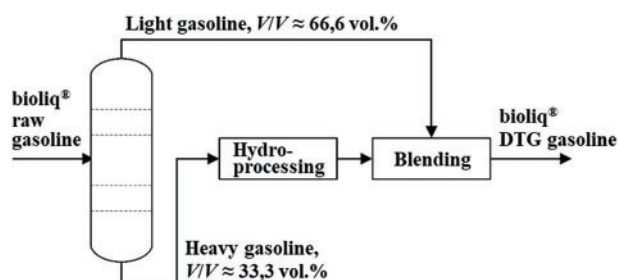 Light gasoline, V/V ≈ 66,6 vol.%
bioliq®
raw
gasoline
Hydro-
processing
Blending
bioliq®
DTG gasoline
Heavy gasoline,
V/V ≈ 33,3 vol.%